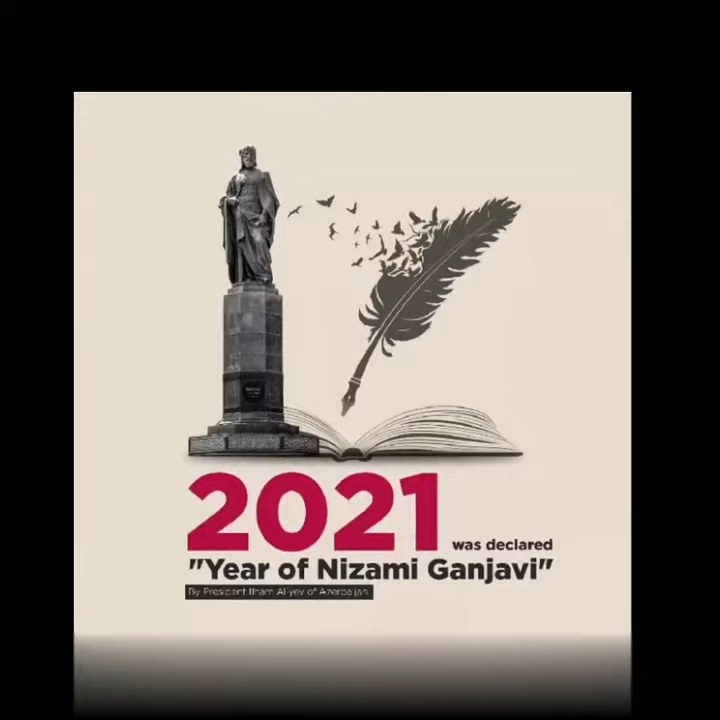 2021
was declared
"Year of Nizami Ganjavi"
By President Ilham Aliyev of Azerbaijan